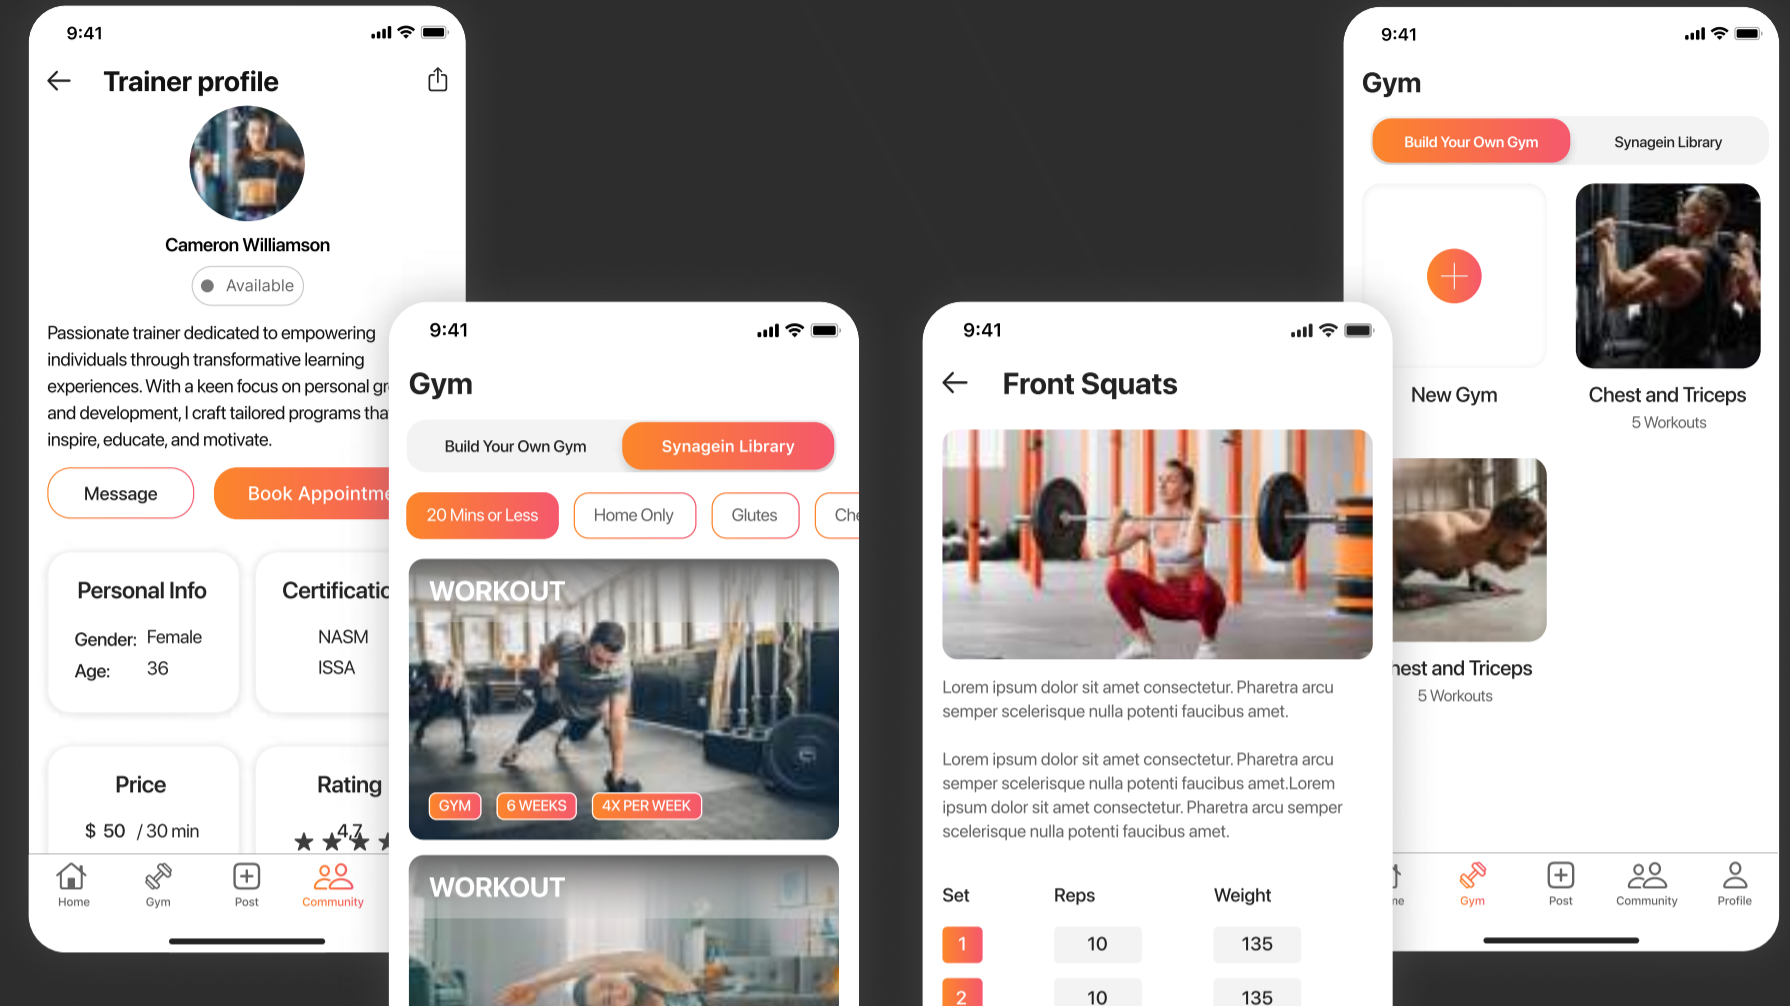 9:41
Trainer profile
Cameron Williamson
Available
Passionate trainer dedicated to empowering
individuals through transformative learning
experiences. With a keen focus on personal gr
and development, I craft tailored programs tha
inspire, educate, and motivate.
Message
Book Appointme
Personal Info
Gender: Female
Age: 36
Certificatio
NASM
ISSA
Price
$ 50 / 30 min
Rating
4,7
Home
Gym
Post
Community
9:41
Gym
Build Your Own Gym
Synagein Library
20 Mins or Less
Home Only
Glutes
Che
WORKOUT
GYM
6 WEEKS
4X PER WEEK
WORKOUT
9:41
Front Squats
Lorem ipsum dolor sit amet consectetur. Pharetra arcu
semper scelerisque nulla potenti faucibus amet.
Lorem ipsum dolor sit amet consectetur. Pharetra arcu
semper scelerisque nulla potenti faucibus amet.Lorem
ipsum dolor sit amet consectetur. Pharetra arcu semper
scelerisque nulla potenti faucibus amet.
Set Reps Weight
1 10 135
2 10 135
9:41
Gym
Build Your Own Gym
Synagein Library
New Gym
Chest and Triceps
5 Workouts
hest and Triceps
5 Workouts
me
Gym
Post
Community
Profile